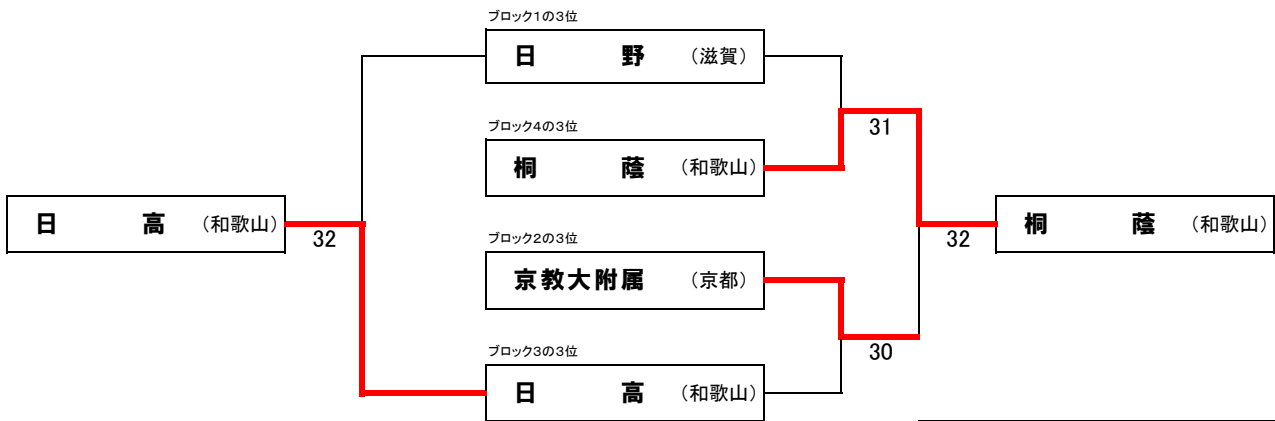 ブロック1の3位
日 野 (滋賀)
31
ブロック4の3位
桐 蔭 (和歌山)
日 高 (和歌山)
32
ブロック2の3位
京教大附属 (京都)
32
桐 蔭 (和歌山)
30
ブロック3の3位
日 高 (和歌山)